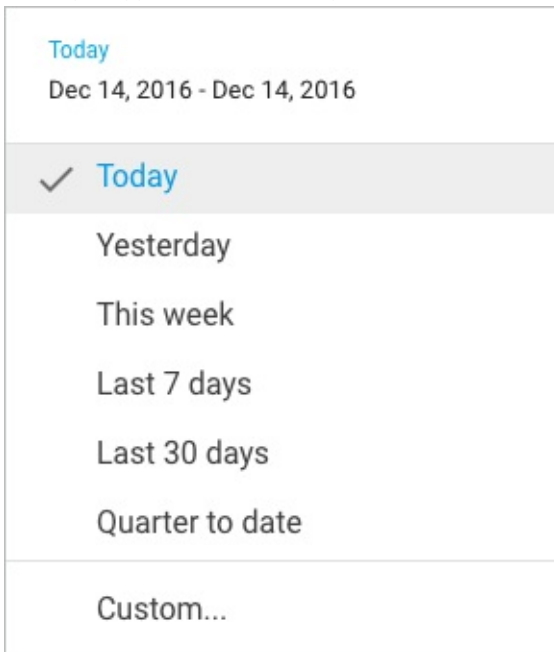 Today
Dec 14, 2016 - Dec 14, 2016
Today
Yesterday
This week
Last 7 days
Last 30 days
Quarter to date
Custom...